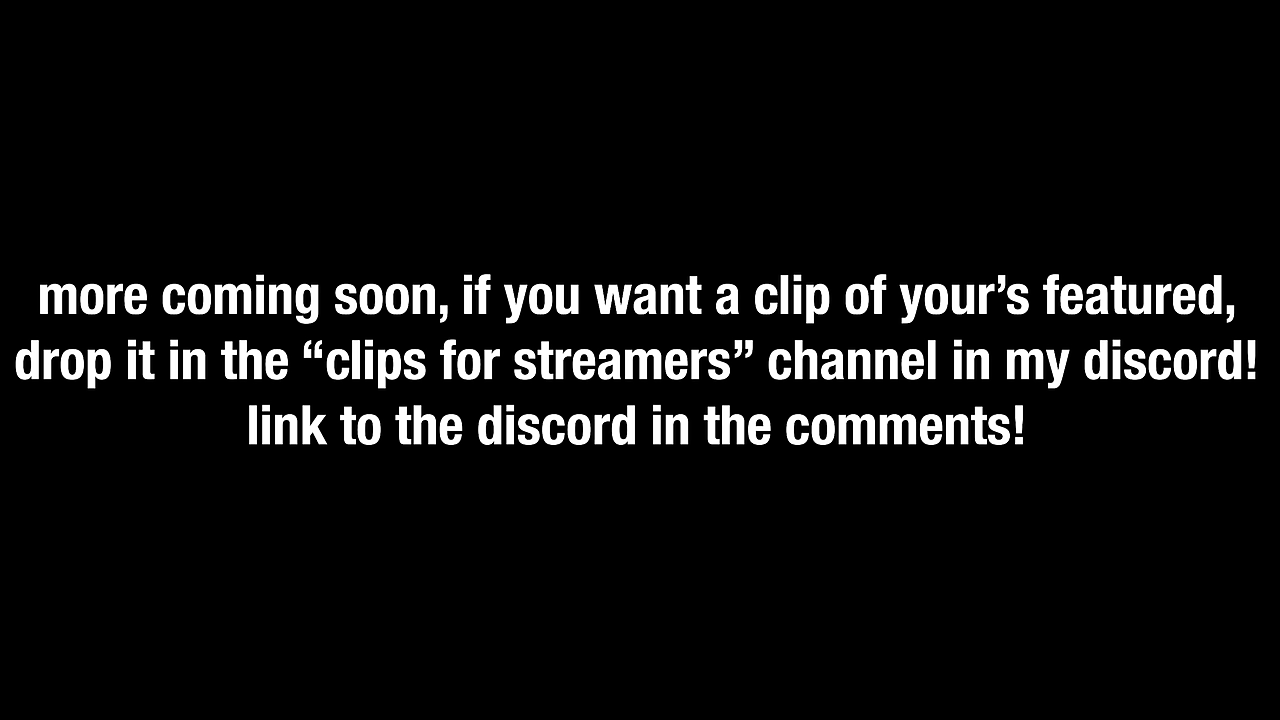 more coming soon, if you want a clip of your’s featured,
drop it in the “clips for streamers” channel in my discord!
link to the discord in the comments!